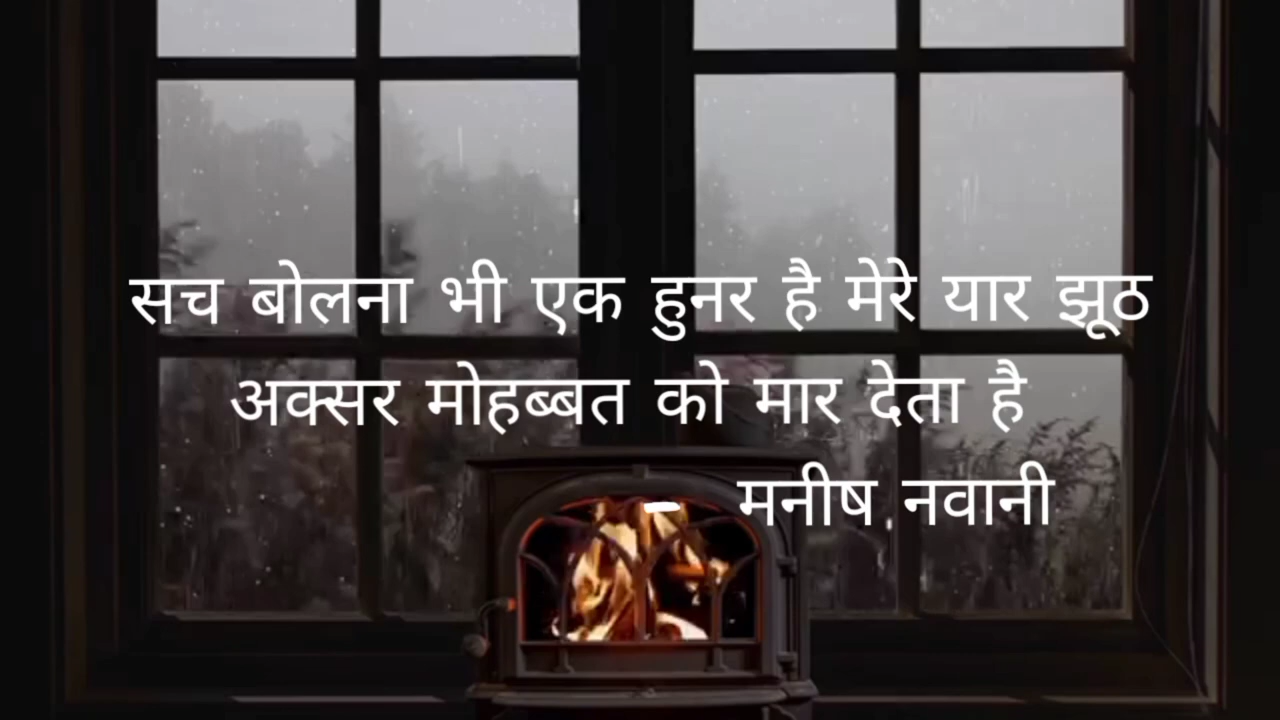 सच बोलना भी एक हुनर है मेरे यार झूठ
अक्सर मोहब्बत को मार देता है
- मनीष नवानी